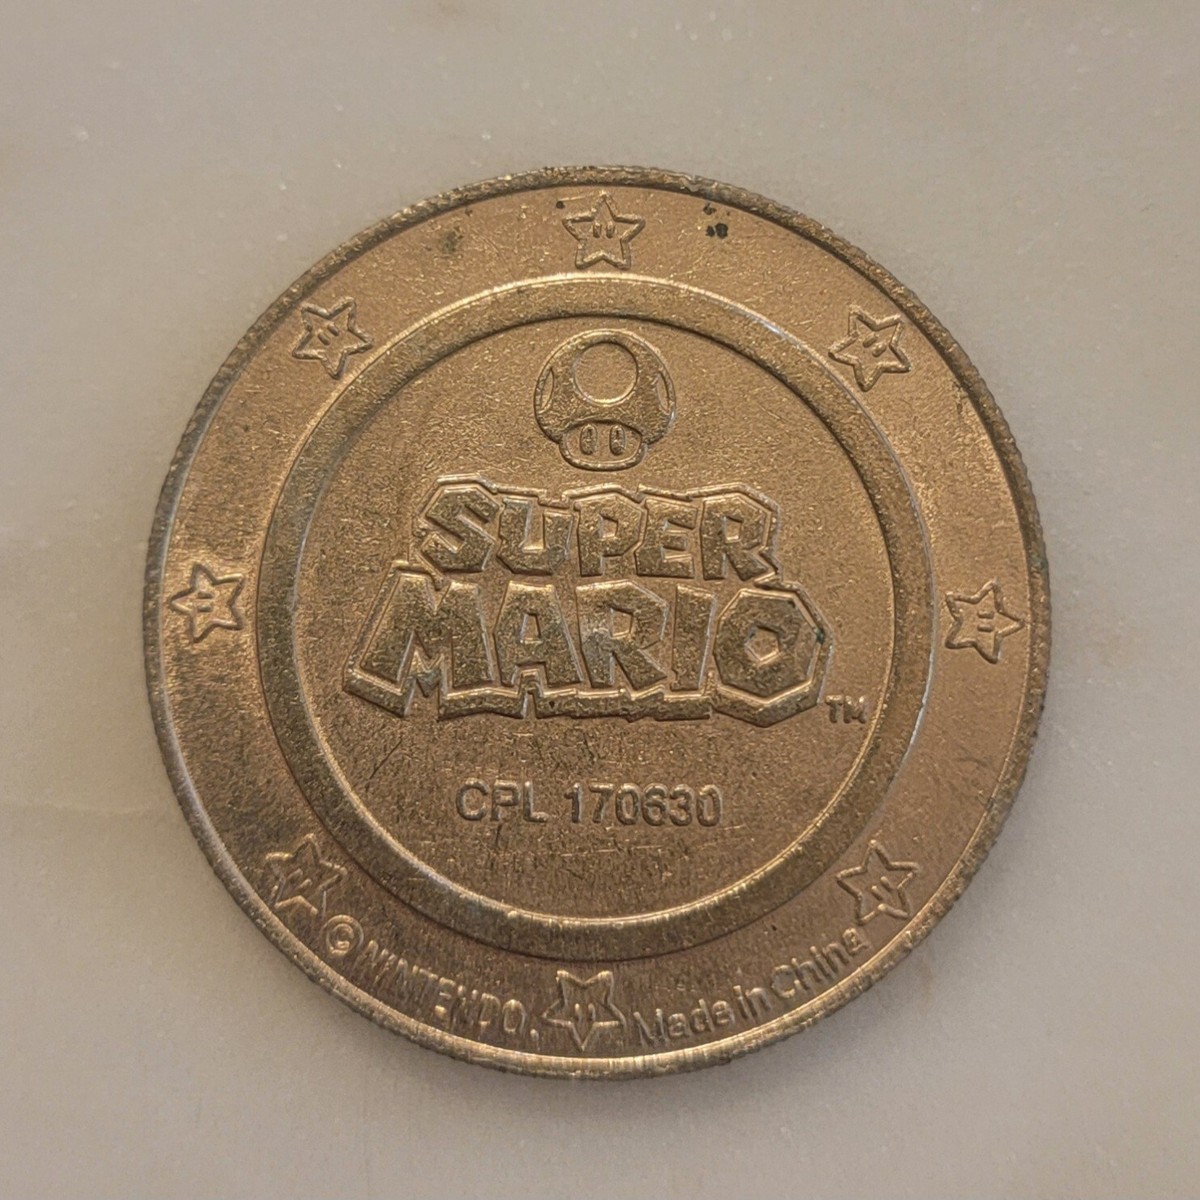 SUPER
MARIO
TM
CPL 170630
© NINTENDO.
Made in China